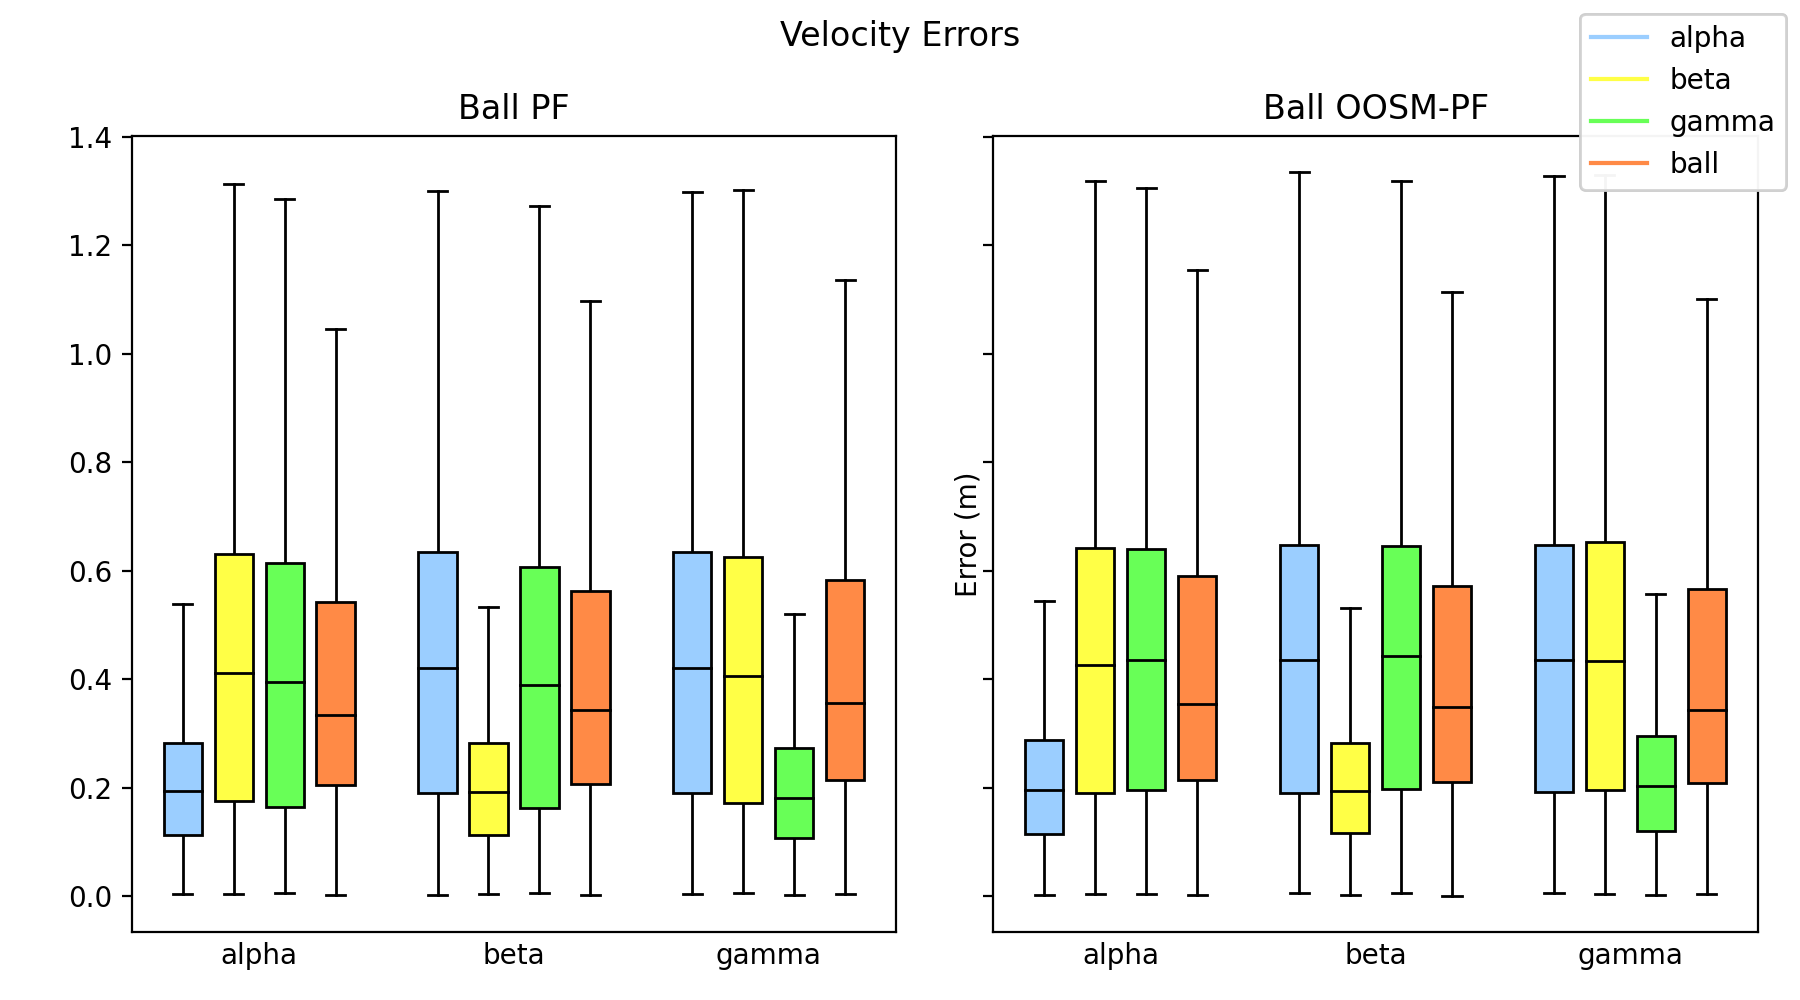 Velocity Errors
alpha
beta
gamma
ball
Ball PF
1.4
1.2
1.0
0.8
0.6
0.4
0.2
0.0
alpha beta gamma
Ball OOSM-PF
Error (m)
alpha beta gamma